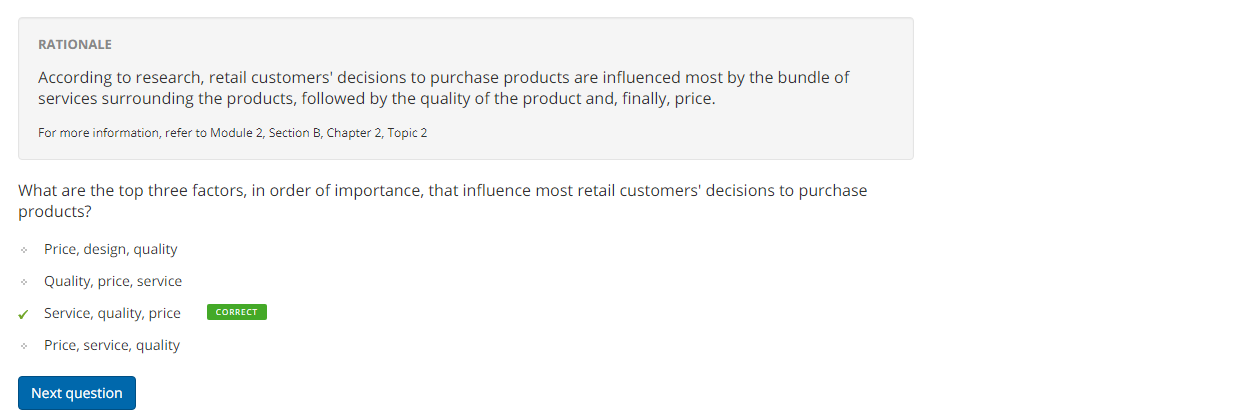 RATIONALE
According to research, retail customers' decisions to purchase products are influenced most by the bundle of
services surrounding the products, followed by the quality of the product and, finally, price.
For more information, refer to Module 2, Section B, Chapter 2, Topic 2
What are the top three factors, in order of importance, that influence most retail customers' decisions to purchase
products?
Price, design, quality
Quality, price, service
Service, quality, price CORRECT
Price, service, quality
Next question